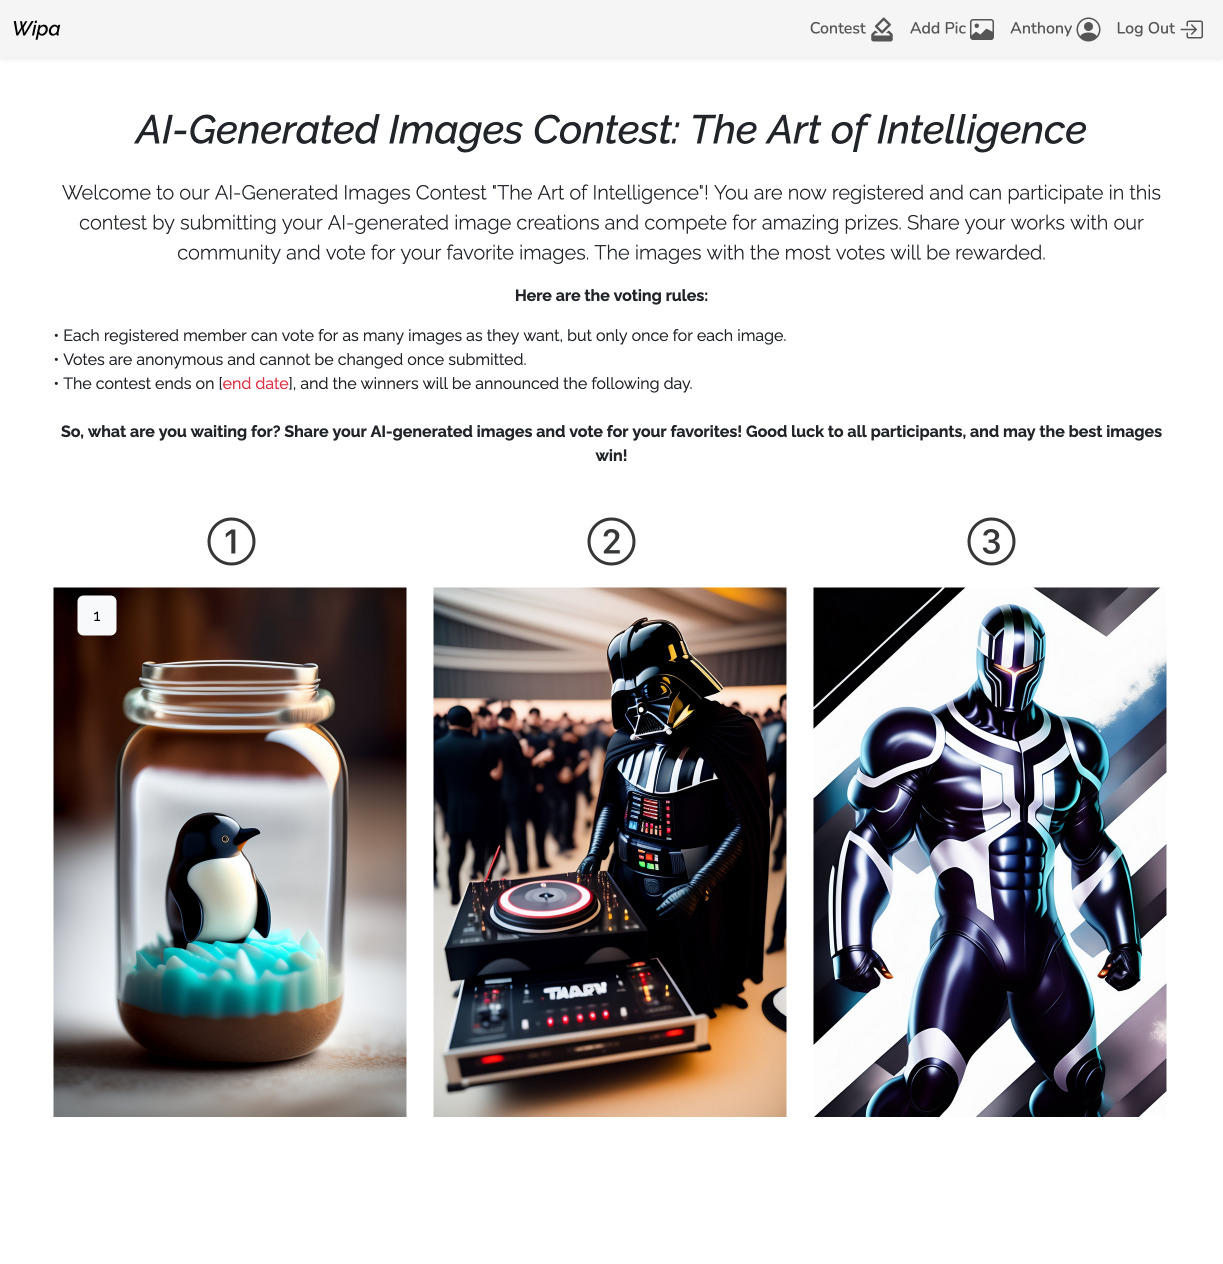 Wipa
Contest Add Pic Anthony Log Out
AI-Generated Images Contest: The Art of Intelligence
Welcome to our AI-Generated Images Contest "The Art of Intelligence"! You are now registered and can participate in this
contest by submitting your AI-generated image creations and compete for amazing prizes. Share your works with our
community and vote for your favorite images. The images with the most votes will be rewarded.
Here are the voting rules:
• Each registered member can vote for as many images as they want, but only once for each image.
• Votes are anonymous and cannot be changed once submitted.
• The contest ends on [end date], and the winners will be announced the following day.
So, what are you waiting for? Share your AI-generated images and vote for your favorites! Good luck to all participants, and may the best images
win!
1 2 3
1